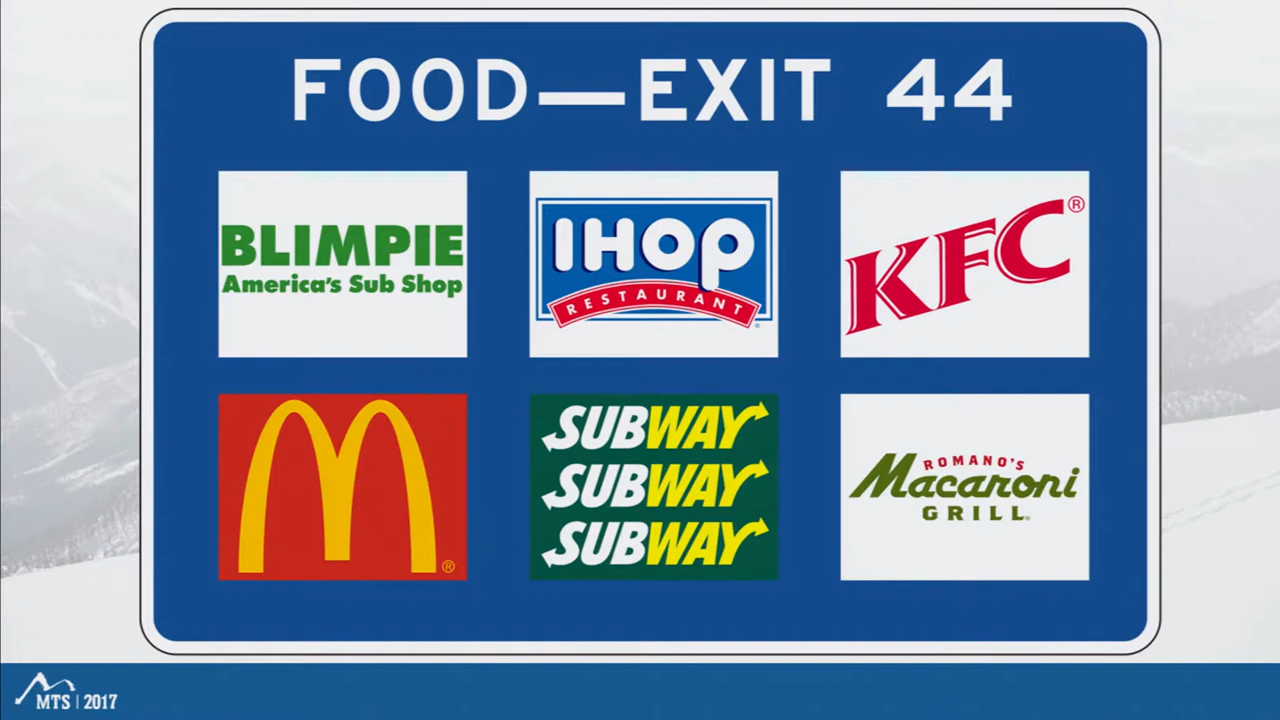 FOOD—EXIT 44
BLIMPIE
America's Sub Shop
IHOP
RESTAURANT
®
KFC®
M
®
SUBWAY
SUBWAY
SUBWAY
ROMANO'S
Macaroni
GRILL®
MTS | 2017